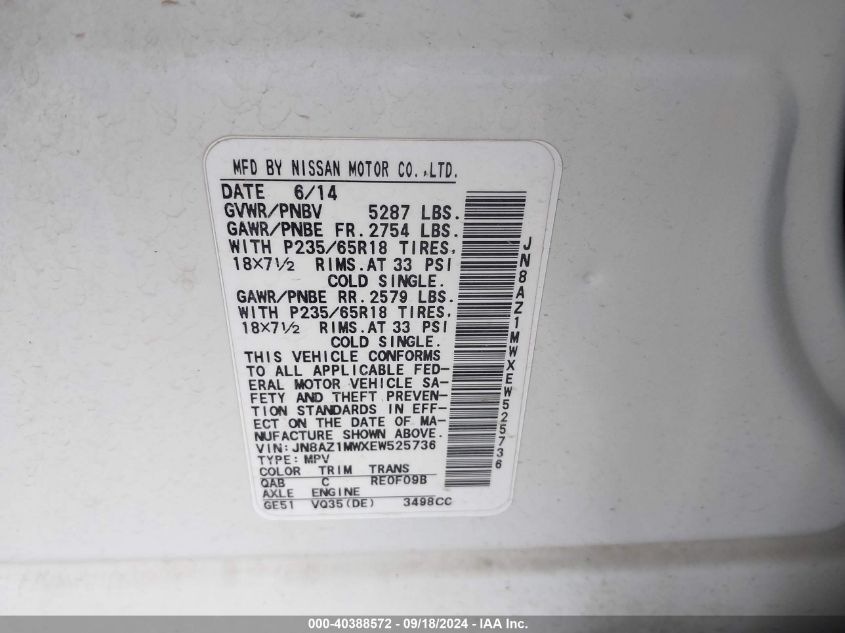 MFD BY NISSAN MOTOR CO.,LTD.
DATE 6/14
GVWR/PNBV 5287 LBS.
GAWR/PNBE FR. 2754 LBS.
WITH P235/65R18 TIRES,
18X7½ RIMS.AT 33 PSI
COLD SINGLE.
GAWR/PNBE RR. 2579 LBS.
WITH P235/65R18 TIRES,
18X7½ RIMS.AT 33 PSI
COLD SINGLE.
THIS VEHICLE CONFORMS
TO ALL APPLICABLE FED-
ERAL MOTOR VEHICLE SA-
FETY AND THEFT PREVEN-
TION STANDARDS IN EFF-
ECT ON THE DATE OF MA-
NUFACTURE SHOWN ABOVE.
VIN: JN8AZ1MWXEW525736
TYPE: MPV
COLOR TRIM TRANS
QAB C RE0F09B
AXLE ENGINE
GE51 VQ35(DE) 3498CC
JN8AZ1MWXEW525736
000-40388572 - 09/18/2024 - IAA Inc.